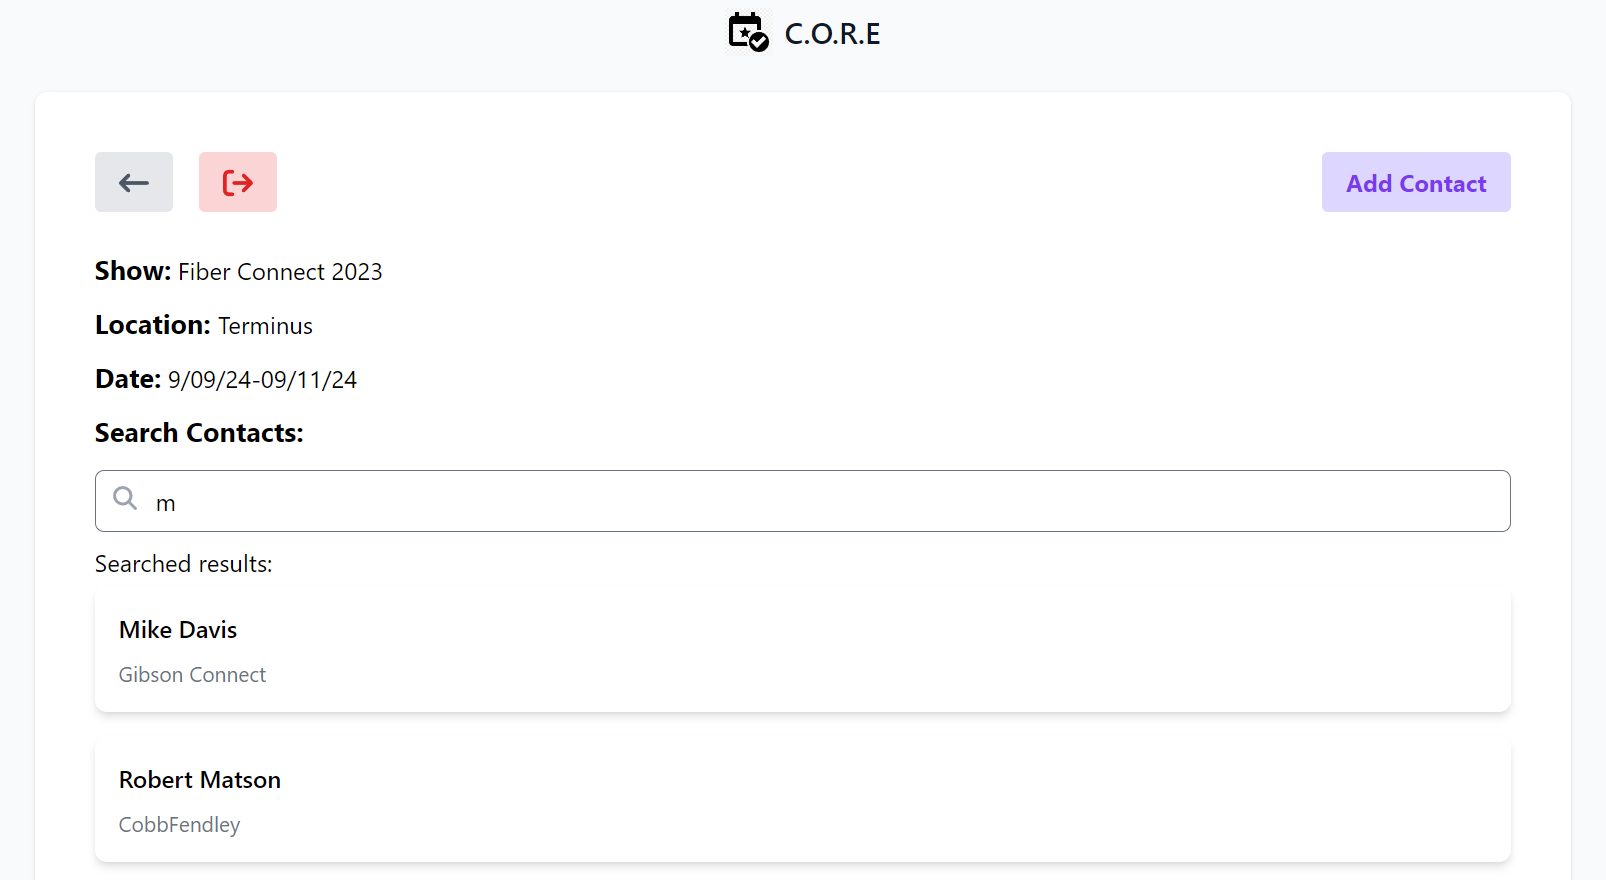 C.O.R.E
Add Contact
Show: Fiber Connect 2023
Location: Terminus
Date: 9/09/24-09/11/24
Search Contacts:
m
Searched results:
Mike Davis
Gibson Connect
Robert Matson
CobbFendley